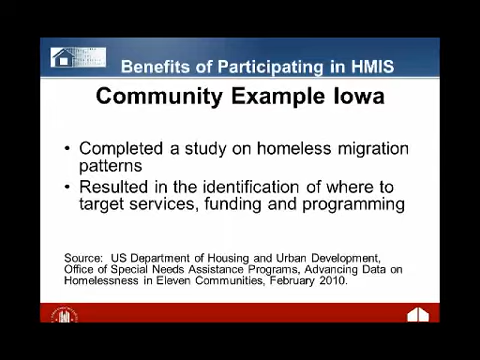 Benefits of Participating in HMIS
Community Example Iowa
• Completed a study on homeless migration
patterns
• Resulted in the identification of where to
target services, funding and programming
Source: US Department of Housing and Urban Development,
Office of Special Needs Assistance Programs, Advancing Data on
Homelessness in Eleven Communities, February 2010.